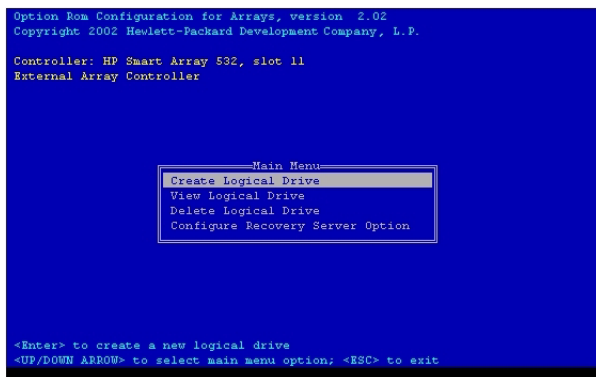 Option Rom Configuration for Arrays, version  2.02
Copyright 2002 Hewlett-Packard Development Company, L.P.
Controller: HP Smart Array 532, slot 11
External Array Controller
Main Menu
Create Logical Drive
View Logical Drive
Delete Logical Drive
Configure Recovery Server Option
<Enter> to create a new logical drive
<UP/DOWN ARROW> to select main menu option; <ESC> to exit